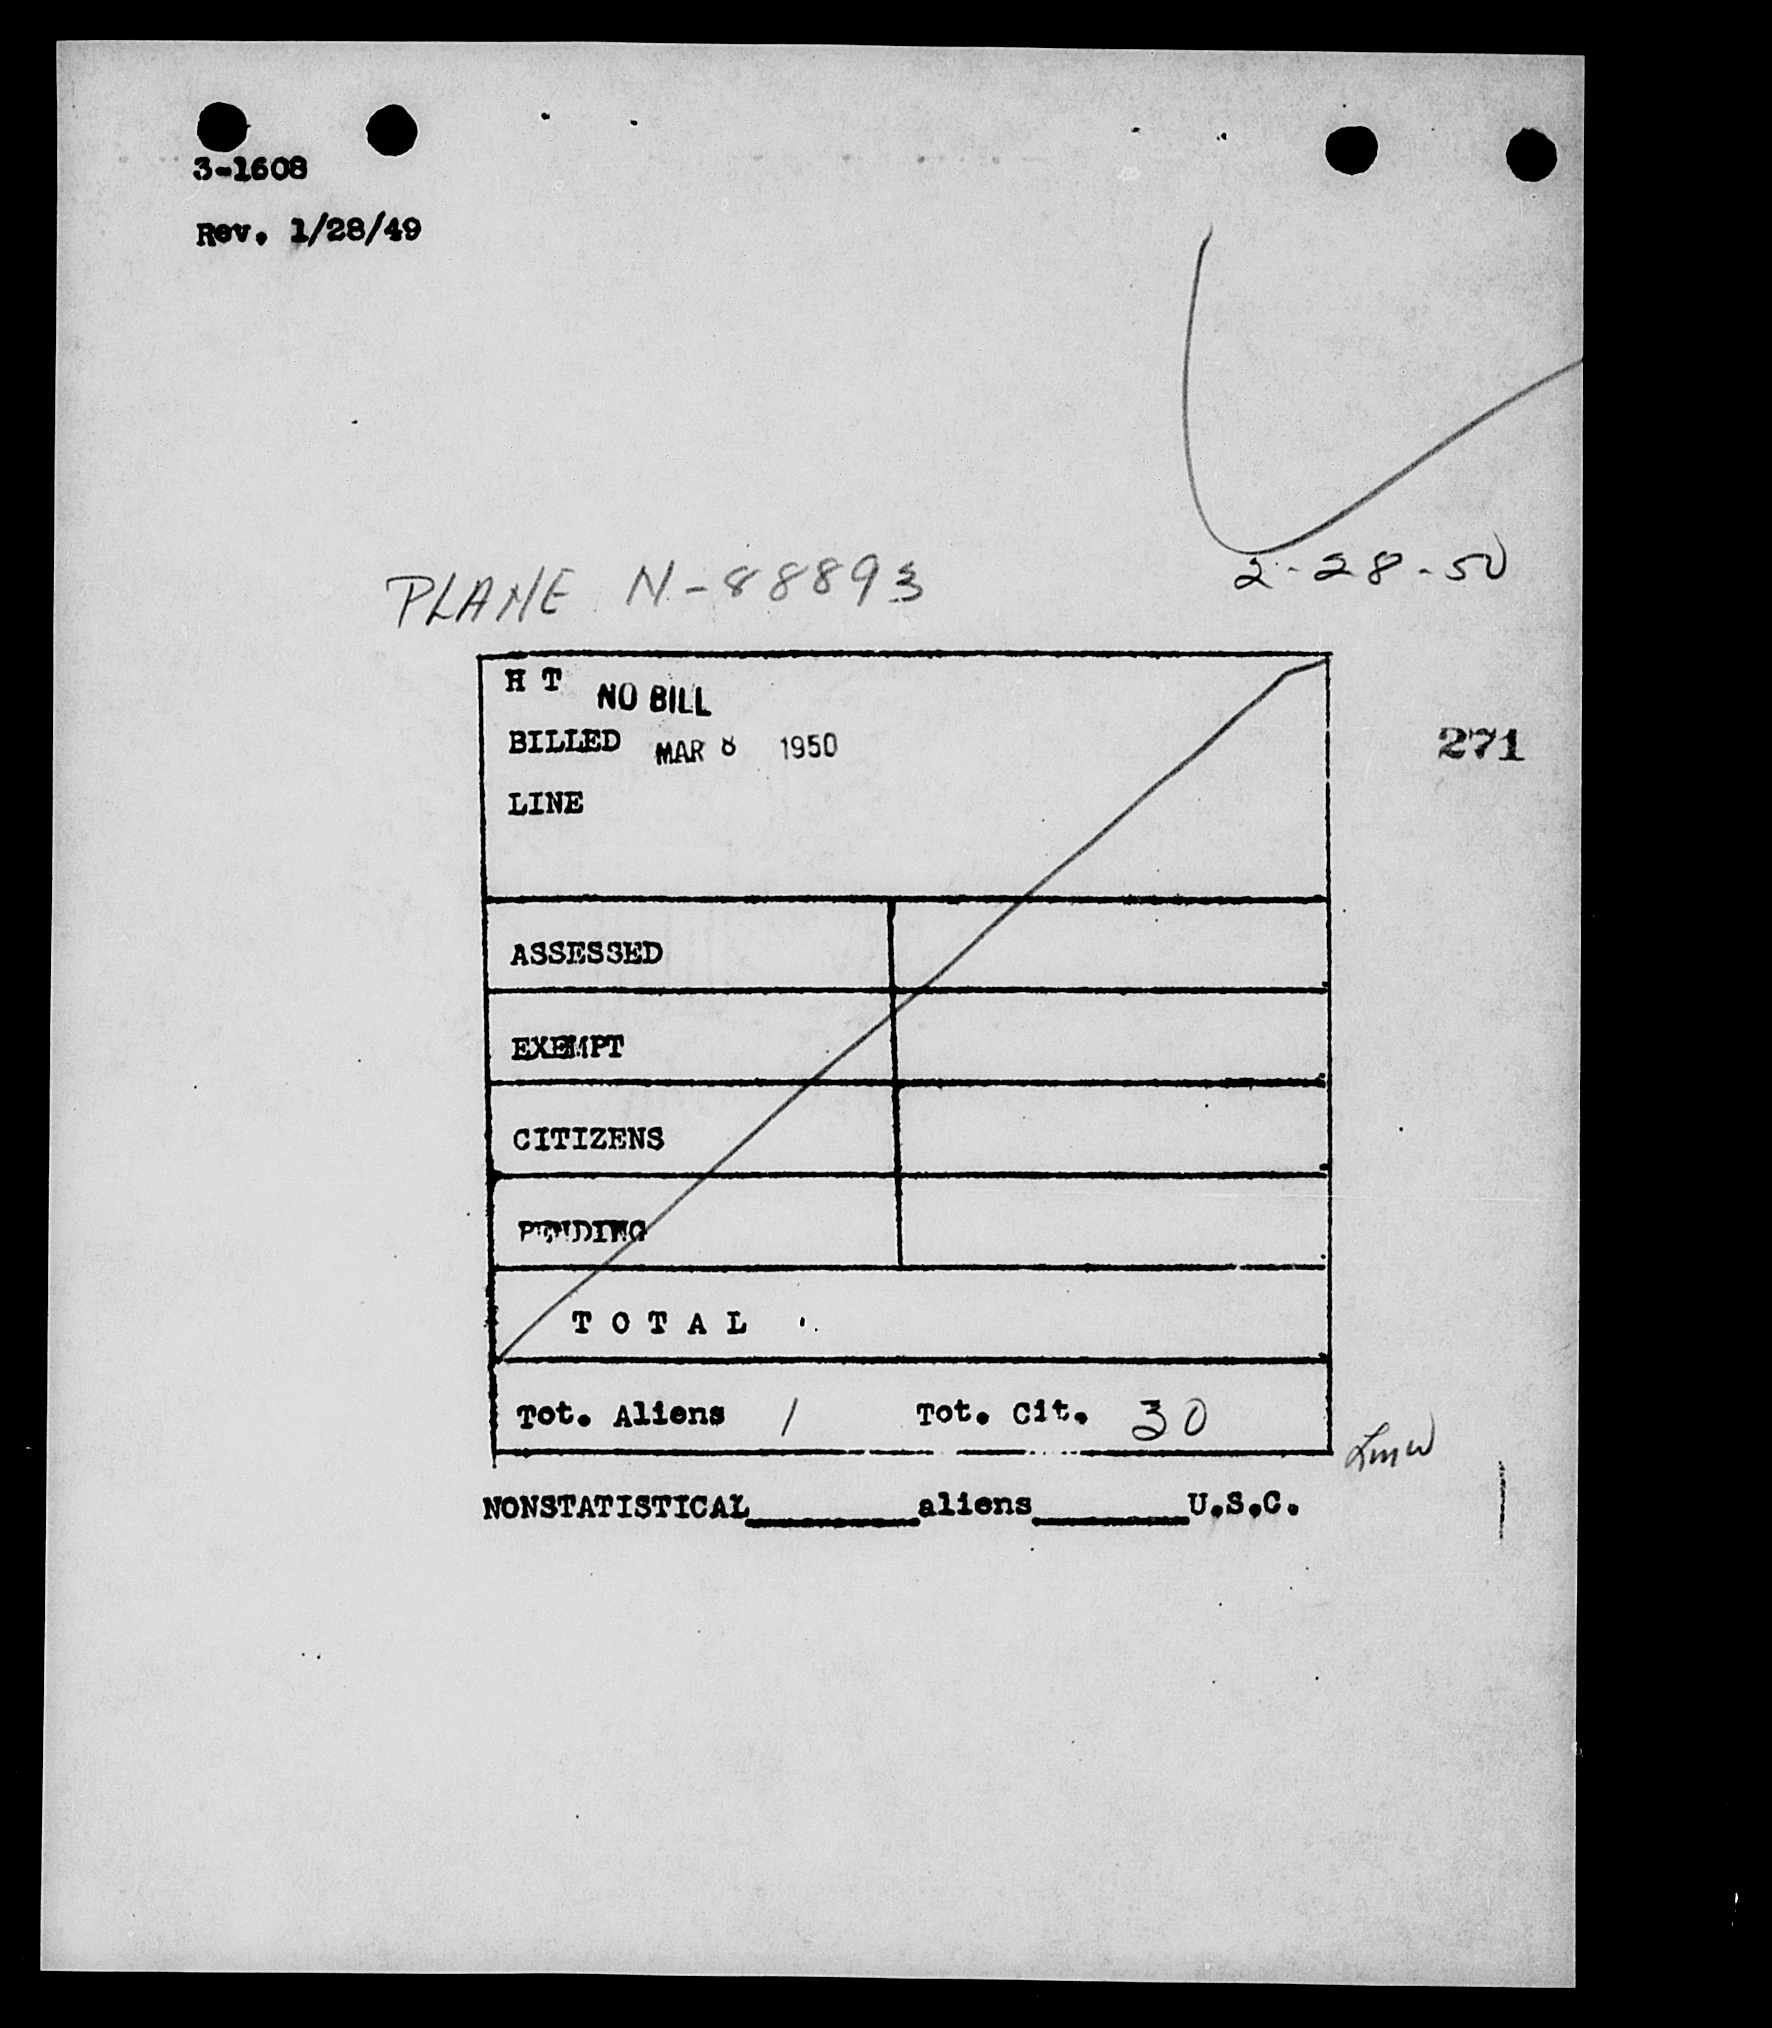 3-1608
Rev. 1/28/49
PLANE N-88893
2-28-50
H T NO BILL
BILLED MAR 8 1950
271
LINE
ASSESSED
EXEMPT
CITIZENS
PENDING
T O T A L
Tot. Aliens 1 Tot. Cit. 30
NONSTATISTICAL__________aliens__________U.S.C.